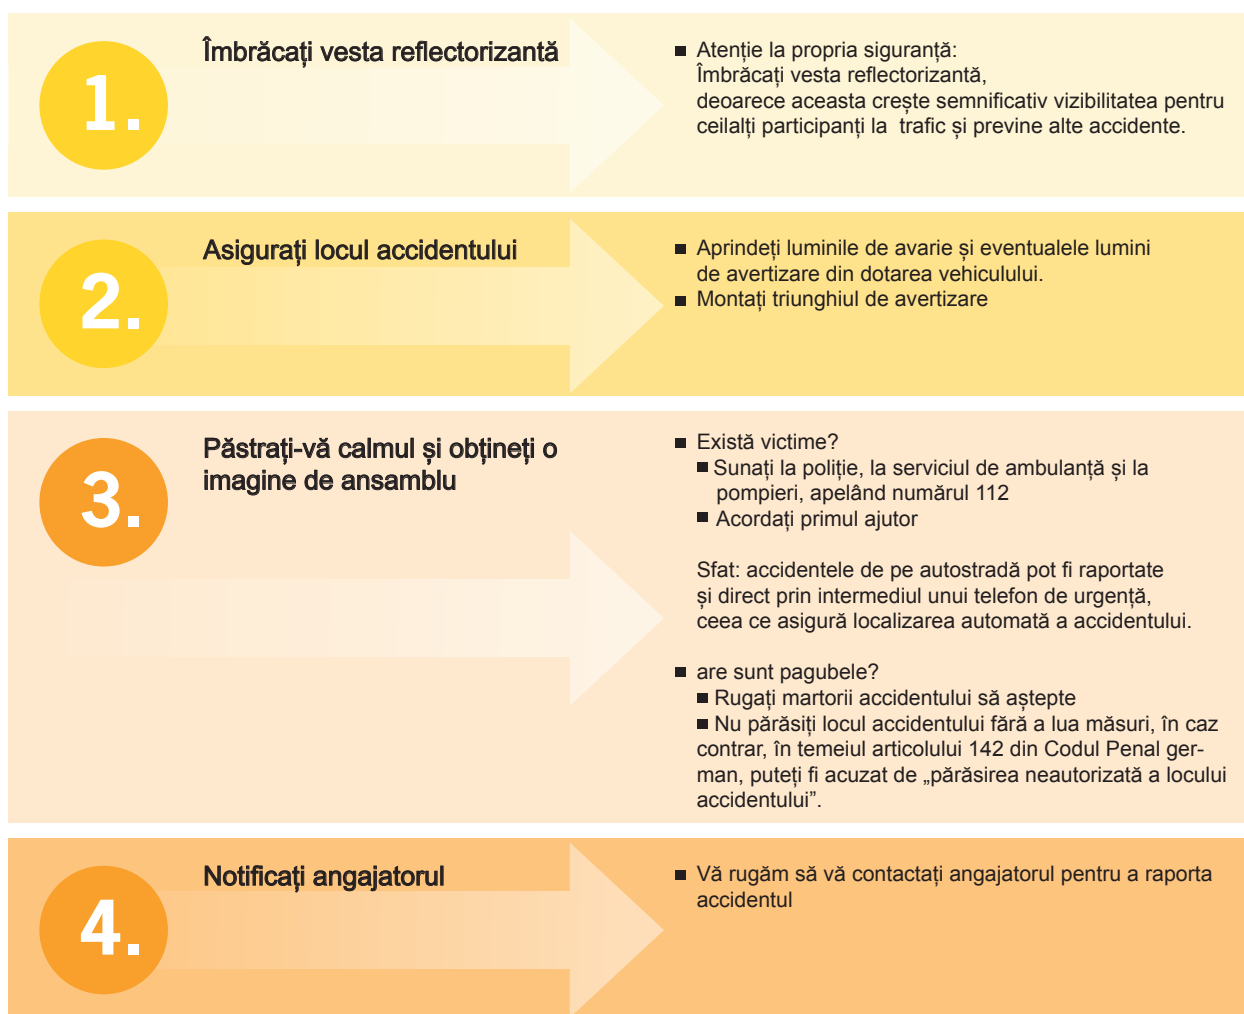 1.
Îmbrăcați vesta reflectorizantă
■ Atenție la propria siguranță:
Îmbrăcați vesta reflectorizantă,
deoarece aceasta crește semnificativ vizibilitatea pentru
ceilalți participanți la trafic și previne alte accidente.
2.
Asigurați locul accidentului
■ Aprindeți luminile de avarie și eventualele lumini
de avertizare din dotarea vehiculului.
■ Montați triunghiul de avertizare
3.
Păstrați-vă calmul și obțineți o
imagine de ansamblu
■ Există victime?
■ Sunați la poliție, la serviciul de ambulanță și la
pompieri, apelând numărul 112
■ Acordați primul ajutor
Sfat: accidentele de pe autostradă pot fi raportate
și direct prin intermediul unui telefon de urgență,
ceea ce asigură localizarea automată a accidentului.
■ are sunt pagubele?
■ Rugați martorii accidentului să aștepte
■ Nu părăsiți locul accidentului fără a lua măsuri, în caz
contrar, în temeiul articolului 142 din Codul Penal ger-
man, puteți fi acuzat de „părăsirea neautorizată a locului
accidentului”.
4.
Notificați angajatorul
■ Vă rugăm să vă contactați angajatorul pentru a raporta
accidentul